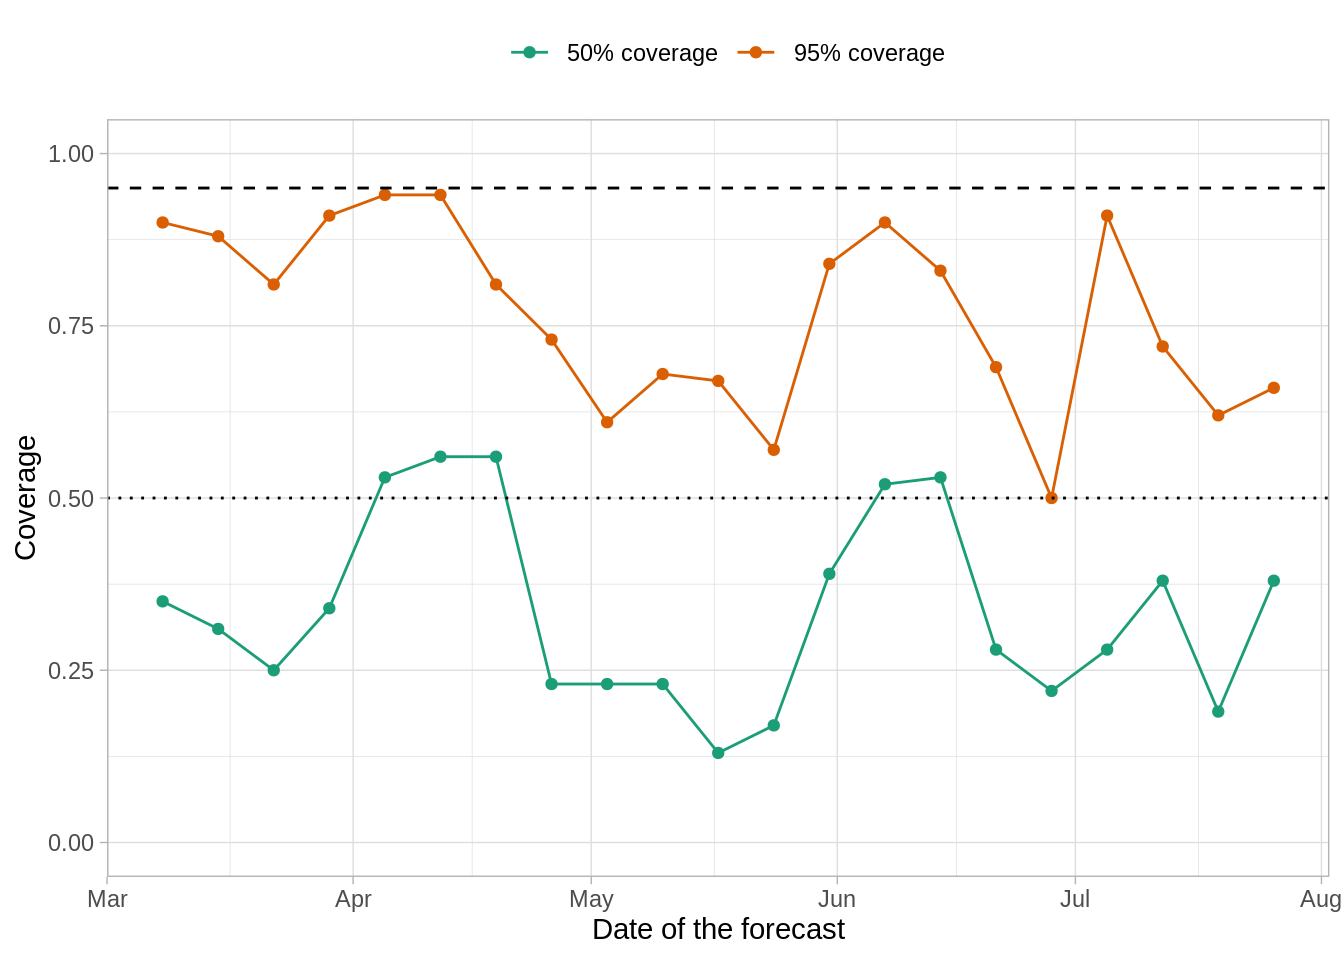 50% coverage 95% coverage
1.00
0.75
0.50
0.25
0.00
Coverage
Mar Apr May Jun Jul Aug
Date of the forecast